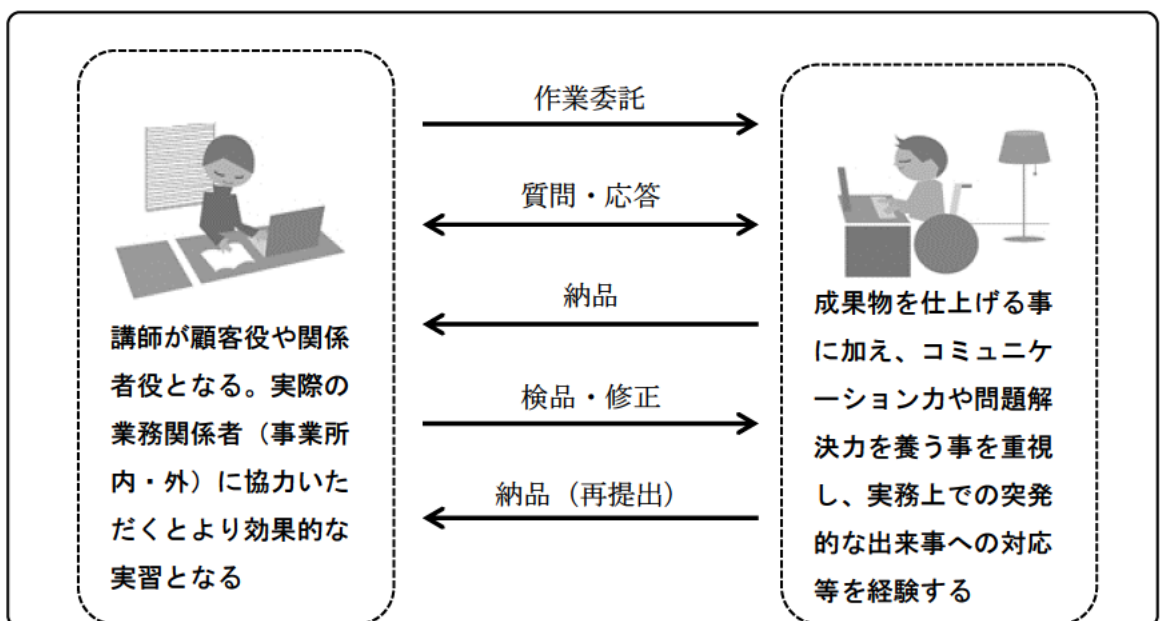 作業委託
質問・応答
納品
検品・修正
納品（再提出）
講師が顧客役や関係
者役となる。実際の
業務関係者（事業所
内・外）に協力いた
だくとより効果的な
実習となる
成果物を仕上げる事
に加え、コミュニケ
ーション力や問題解
決力を養う事を重視
し、実務上での突発
的な出来事への対応
等を経験する